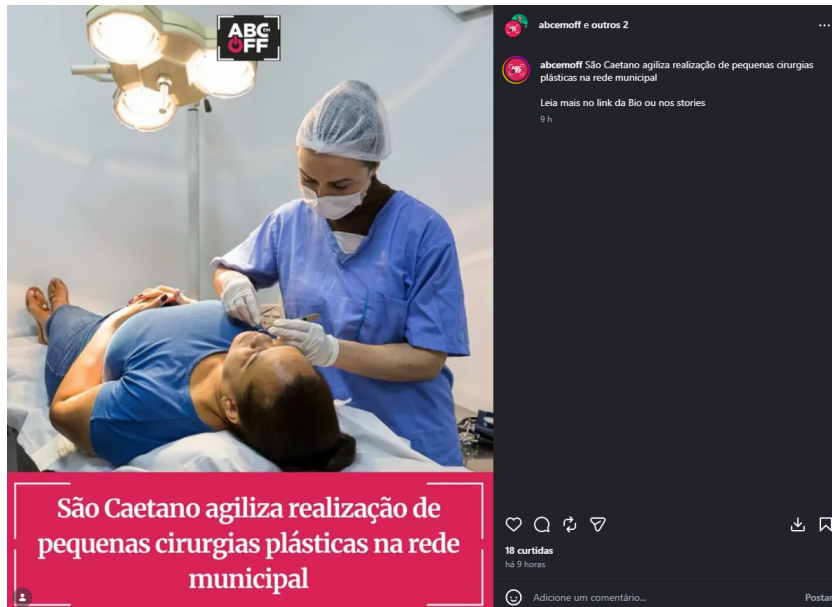 ABC EM
OFF
São Caetano agiliza realização de
pequenas cirurgias plásticas na rede
municipal
abcemoff e outros 2
abcemoff São Caetano agiliza realização de pequenas cirurgias
plásticas na rede municipal
Leia mais no link da Bio ou nos stories
9 h
18 curtidas
há 9 horas
Adicione um comentário...
Postar